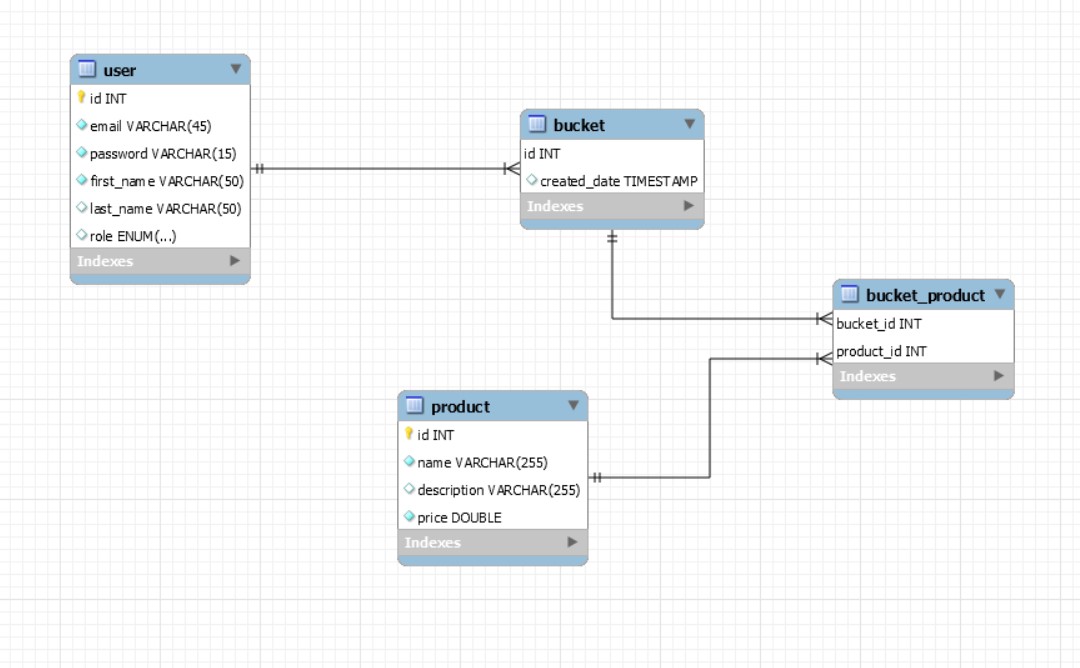 user
id INT
email VARCHAR(45)
password VARCHAR(15)
first_name VARCHAR(50)
last_name VARCHAR(50)
role ENUM(...)
Indexes
bucket
id INT
created_date TIMESTAMP
Indexes
bucket_product
bucket_id INT
product_id INT
Indexes
product
id INT
name VARCHAR(255)
description VARCHAR(255)
price DOUBLE
Indexes